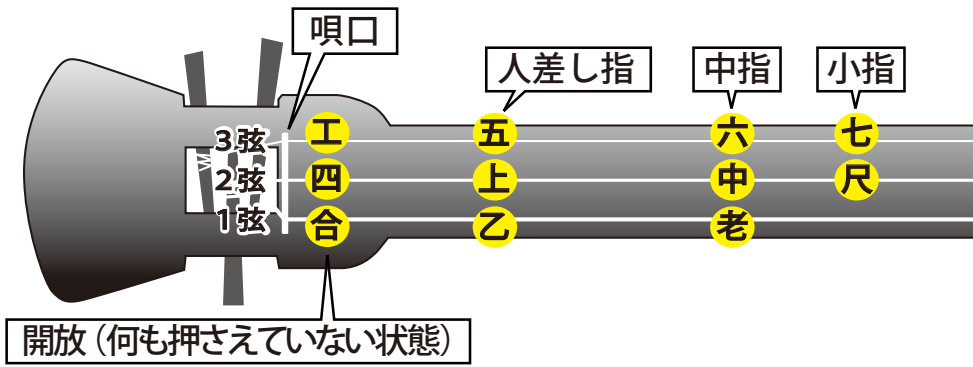 唄口
人差し指
中指
小指
3弦 工 五 六 七
2弦 四 上 中 尺
1弦 合 乙 老
開放（何も押さえていない状態）